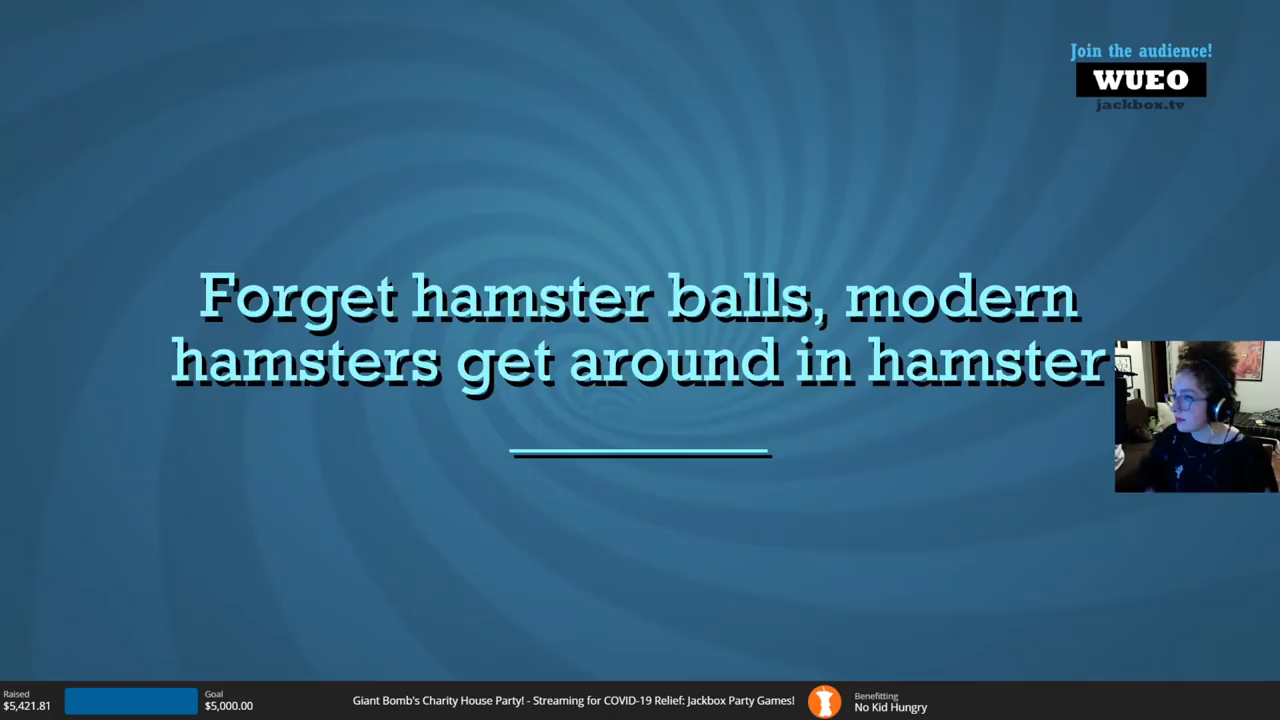 Join the audience!
WUEO
jackbox.tv
Forget hamster balls, modern
hamsters get around in hamster
Raised
$5,421.81
Goal
$5,000.00
Giant Bomb's Charity House Party! - Streaming for COVID-19 Relief: Jackbox Party Games!
Benefitting
No Kid Hungry